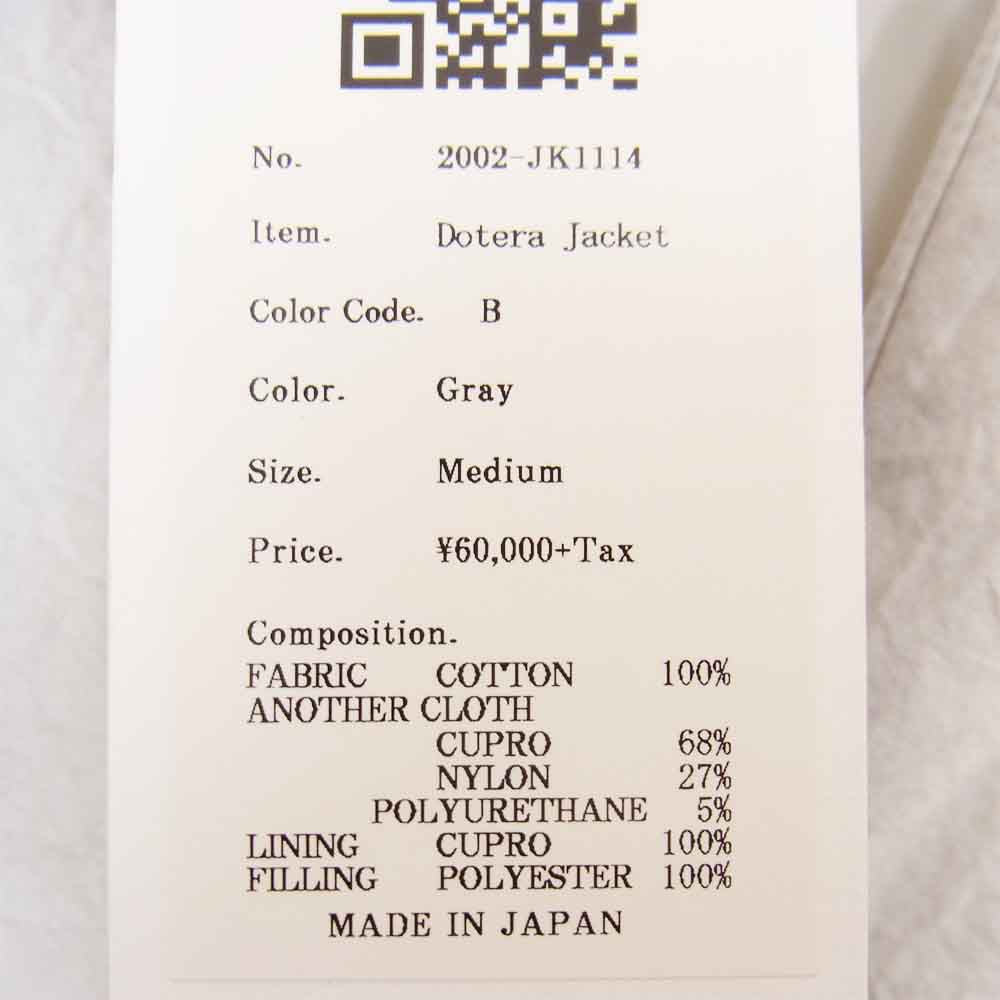 No. 2002-JK1114
Item. Dotera Jacket
Color Code. B
Color. Gray
Size. Medium
Price. ¥60,000+Tax
Composition.
FABRIC COTTON 100%
ANOTHER CLOTH
CUPRO 68%
NYLON 27%
POLYURETHANE 5%
LINING CUPRO 100%
FILLING POLYESTER 100%
MADE IN JAPAN